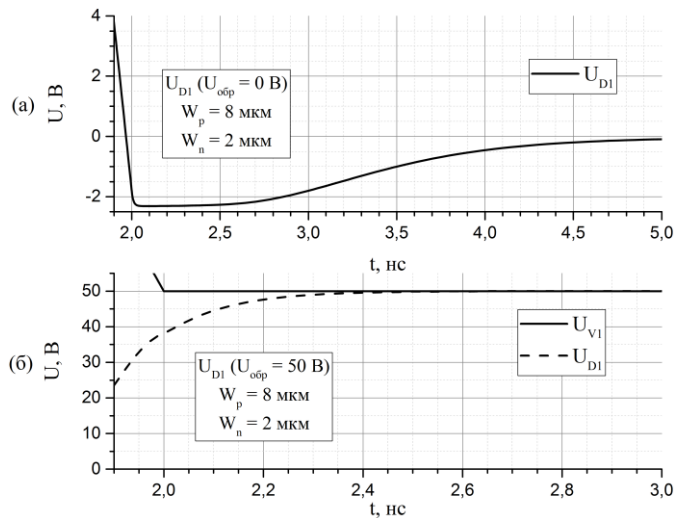 4
2
0
-2
U, В
(а)
U_D1 (U_обр = 0 В)
W_p = 8 мкм
W_n = 2 мкм
U_D1
2,0 2,5 3,0 3,5 4,0 4,5 5,0
t, нс
50
40
30
20
10
0
U, В
(б)
U_D1 (U_обр = 50 В)
W_p = 8 мкм
W_n = 2 мкм
U_V1
U_D1
2,0 2,2 2,4 2,6 2,8 3,0
t, нс